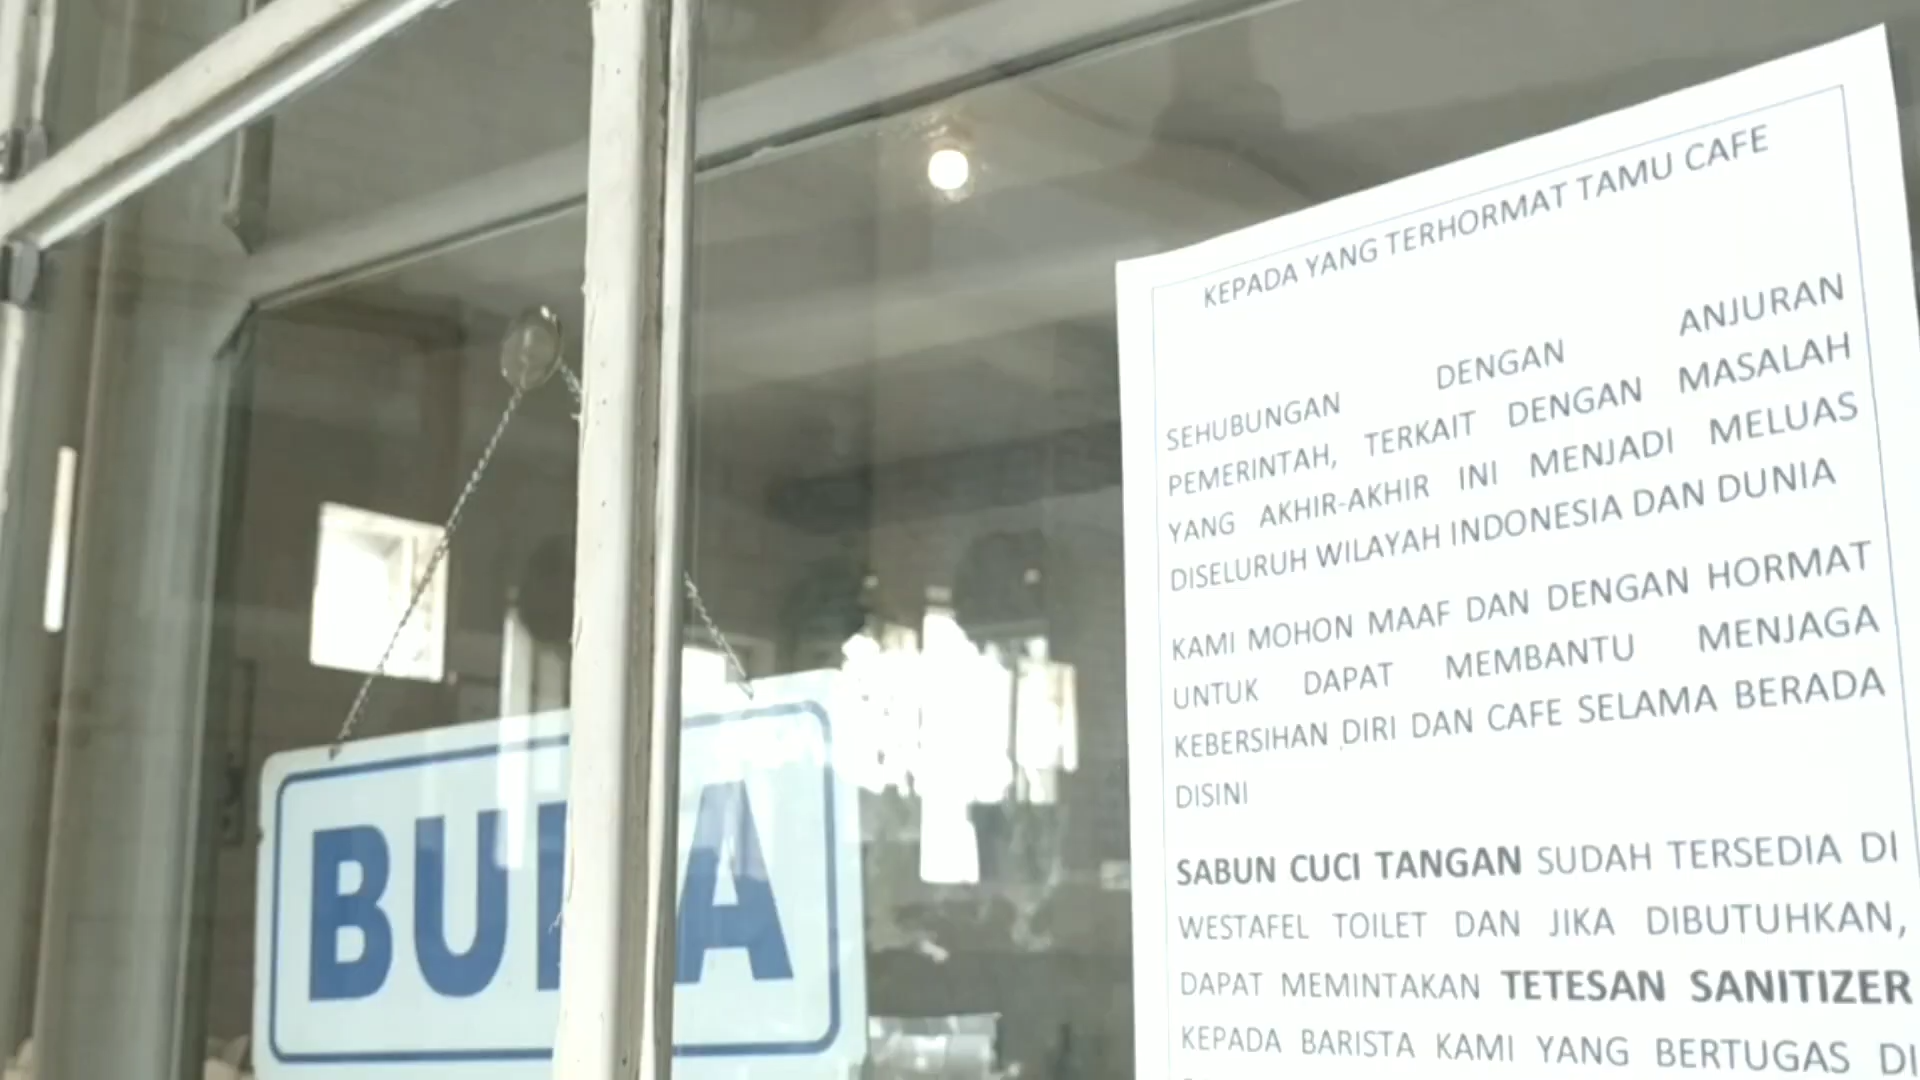 BUKA
KEPADA YANG TERHORMAT TAMU CAFE
SEHUBUNGAN DENGAN ANJURAN
PEMERINTAH, TERKAIT DENGAN MASALAH
YANG AKHIR-AKHIR INI MENJADI MELUAS
DISELURUH WILAYAH INDONESIA DAN DUNIA
KAMI MOHON MAAF DAN DENGAN HORMAT
UNTUK DAPAT MEMBANTU MENJAGA
KEBERSIHAN DIRI DAN CAFE SELAMA BERADA
DISINI
SABUN CUCI TANGAN SUDAH TERSEDIA DI
WESTAFEL TOILET DAN JIKA DIBUTUHKAN,
DAPAT MEMINTAKAN TETESAN SANITIZER
KEPADA BARISTA KAMI YANG BERTUGAS DI